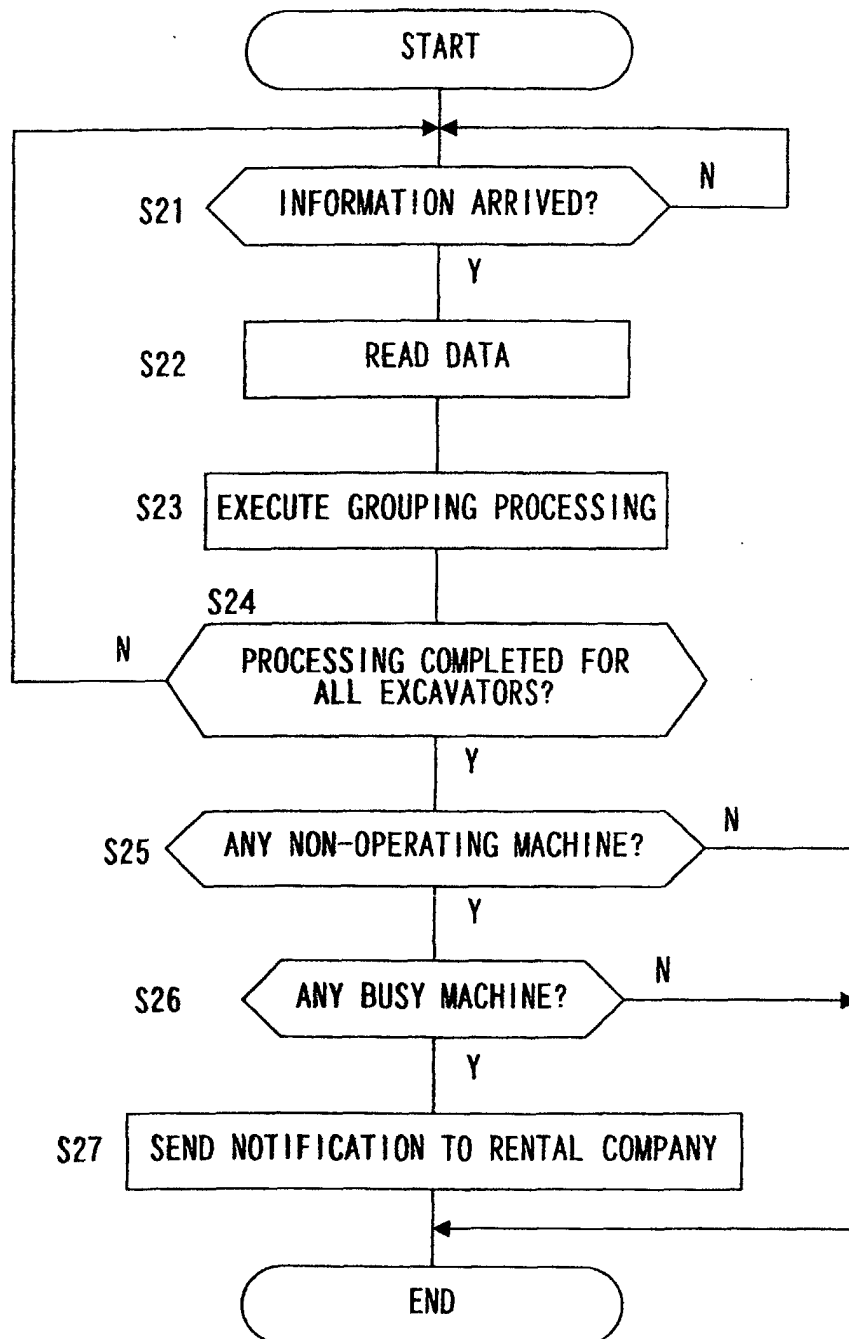 START
S21
INFORMATION ARRIVED?
N
Y
S22
READ DATA
S23
EXECUTE GROUPING PROCESSING
S24
N
PROCESSING COMPLETED FOR
ALL EXCAVATORS?
Y
S25
ANY NON-OPERATING MACHINE?
N
Y
S26
ANY BUSY MACHINE?
N
Y
S27
SEND NOTIFICATION TO RENTAL COMPANY
END